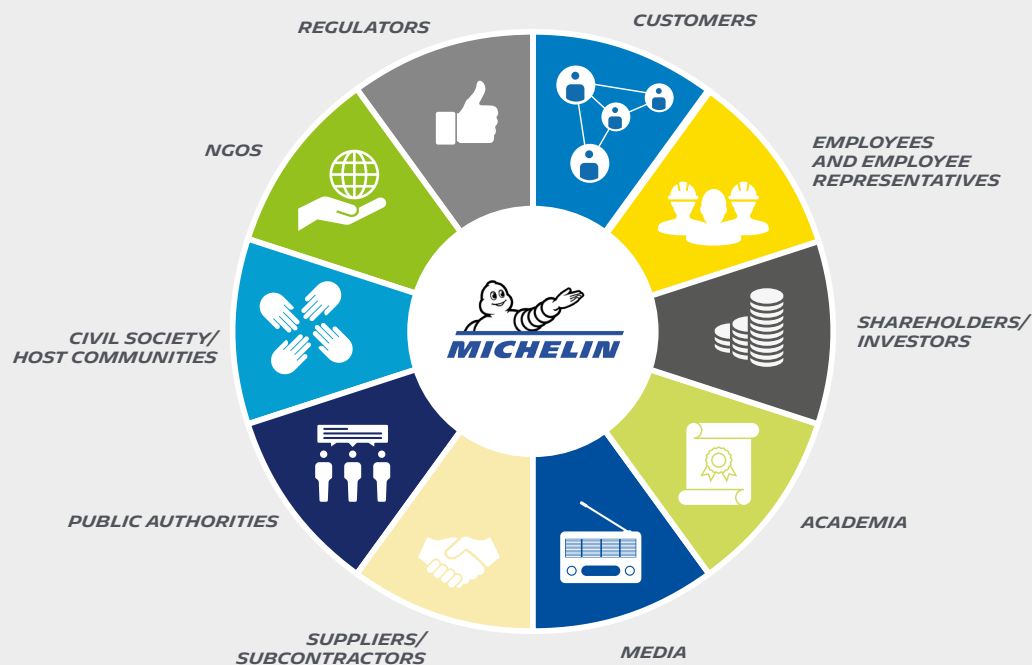 REGULATORS
CUSTOMERS
NGOS
EMPLOYEES
AND EMPLOYEE
REPRESENTATIVES
CIVIL SOCIETY/
HOST COMMUNITIES
MICHELIN
SHAREHOLDERS/
INVESTORS
PUBLIC AUTHORITIES
ACADEMIA
SUPPLIERS/
SUBCONTRACTORS
MEDIA